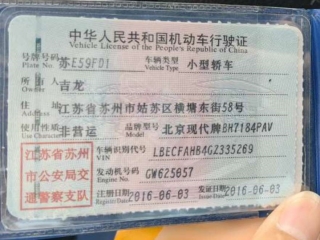 中华人民共和国机动车行驶证
Vehicle License of the People's Republic of China
号牌号码 苏E59FD1 车辆类型 小型轿车
Plate No. Vehicle Type
所有人 吉龙
Owner
住址 江苏省苏州市姑苏区横塘东街58号
Address
使用性质 非营运 品牌型号 北京现代牌BH7184PAV
Use Character Model
江苏省苏州市公安局交通警察支队
车辆识别代号 LBECFAHB4GZ335269
VIN
发动机号码 GW625057
Engine No.
注册日期 2016-06-03 发证日期 2016-06-03
Register Date Issue Date